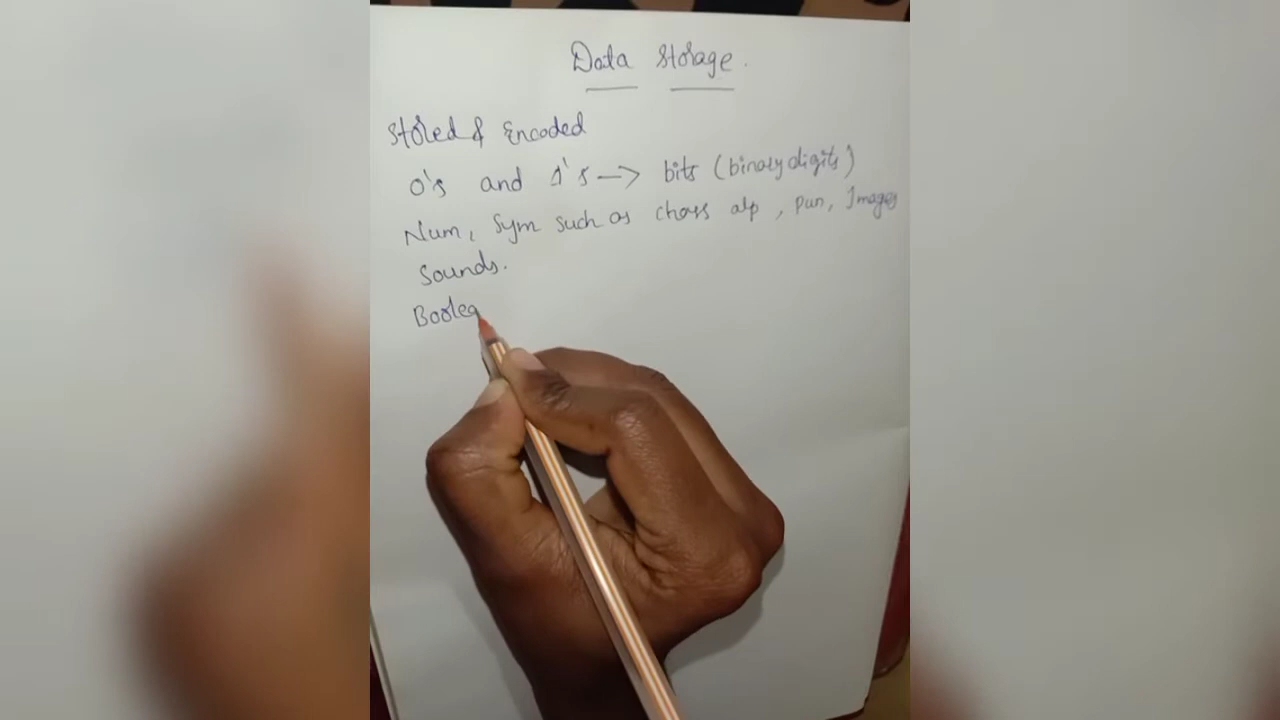 Data Storage.
Stored & Encoded
0's and 1's → bits (binary digits)
Num, Sym such as chars alp, pun, Images
Sounds.
Boolea